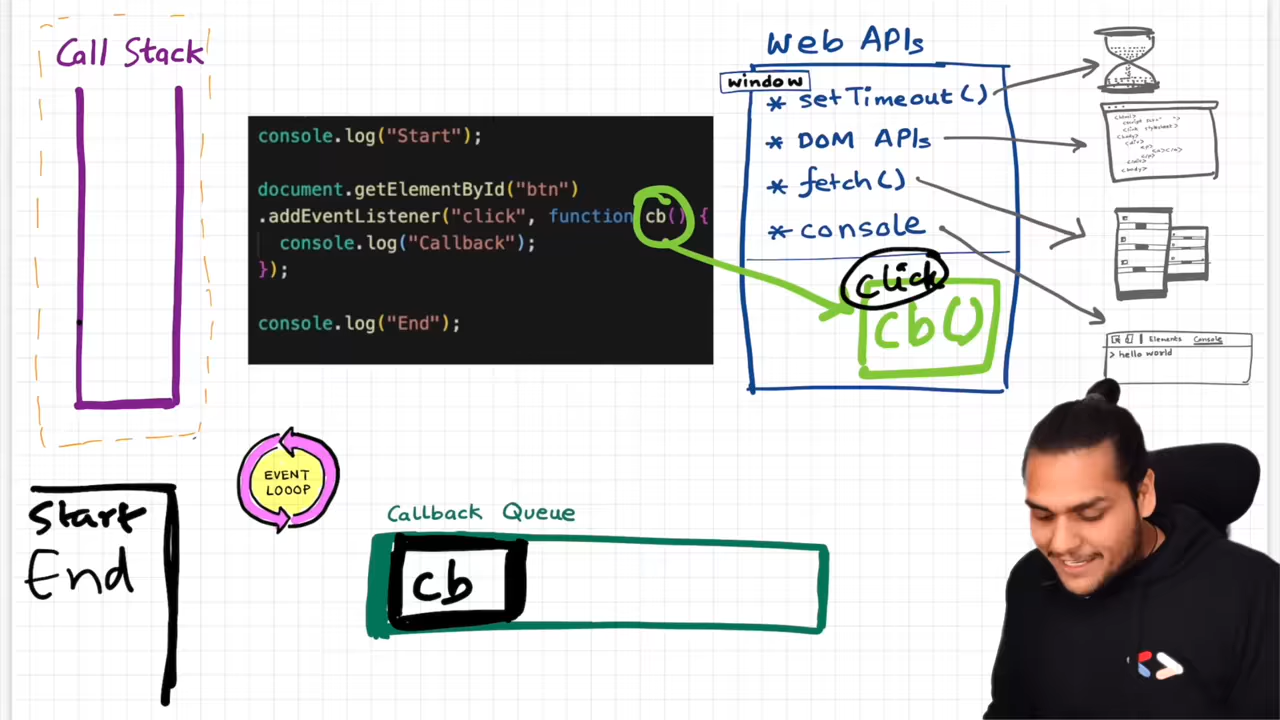 Call Stack
console.log("Start");
document.getElementById("btn")
.addEventListener("click", function cb() {
console.log("Callback");
});
console.log("End");
Web APIs
window
* setTimeout()
* DOM APIs
* fetch()
* console
click
cb()
Elements Console
> hello world
EVENT
LOOOP
Start
End
Callback Queue
cb